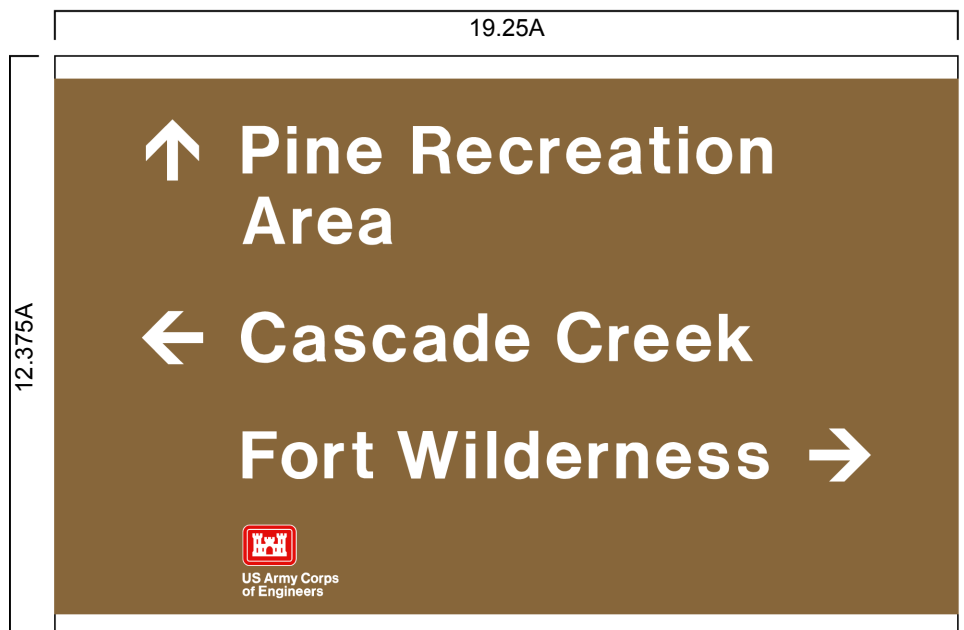 19.25A
12.375A
↑ Pine Recreation
Area
← Cascade Creek
Fort Wilderness →
US Army Corps
of Engineers